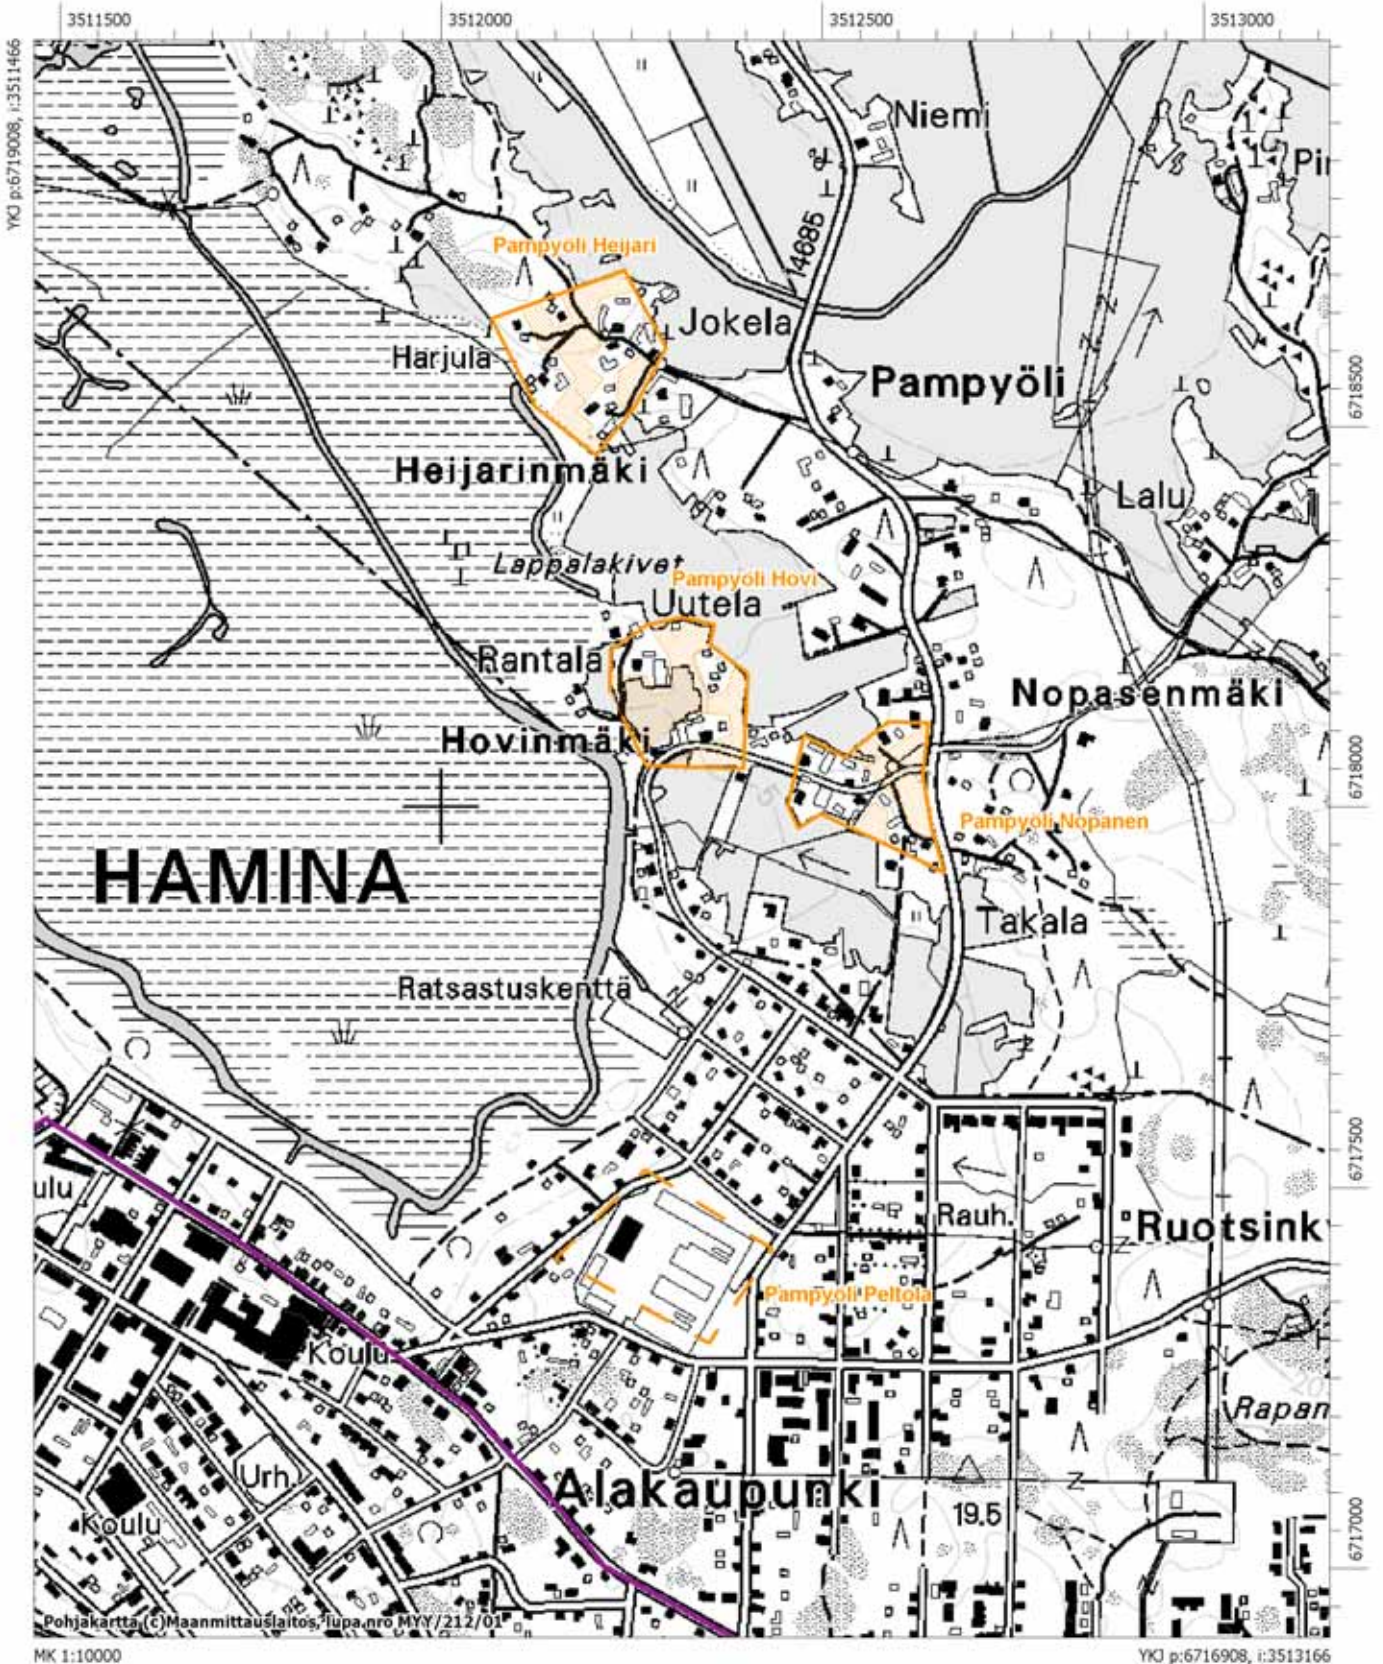 3511500
3512000
3512500
3513000
YKJ p:6719008, i:3511466
Niemi
Pir
14685
Pampyöli Heijari
Jokela
Harjula
Pampyöli
6718500
Heijarinmäki
Lalu
Lappalakivet
Pampyöli Hovi
Uutela
Rantala
Nopasenmäki
Hovinmäki
6718000
5
Pampyöli Nopanen
HAMINA
Takala
Ratsastuskenttä
6717500
ulu
Rauh.
Ruotsink
Pampyöli Peltola
Koulu
20
Rapan
Urh.
Alakaupunki
19.5
Koulu
6717000
Pohjakartta (c)Maanmittauslaitos, lupa nro MYY/212/01
MK 1:10000
YKJ p:6716908, i:3513166